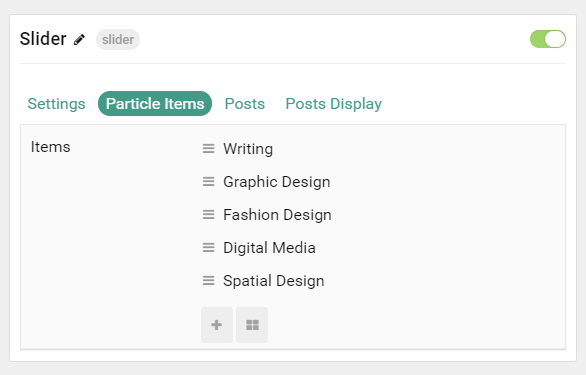 Slider slider
Settings Particle Items Posts Posts Display
Items
Writing
Graphic Design
Fashion Design
Digital Media
Spatial Design